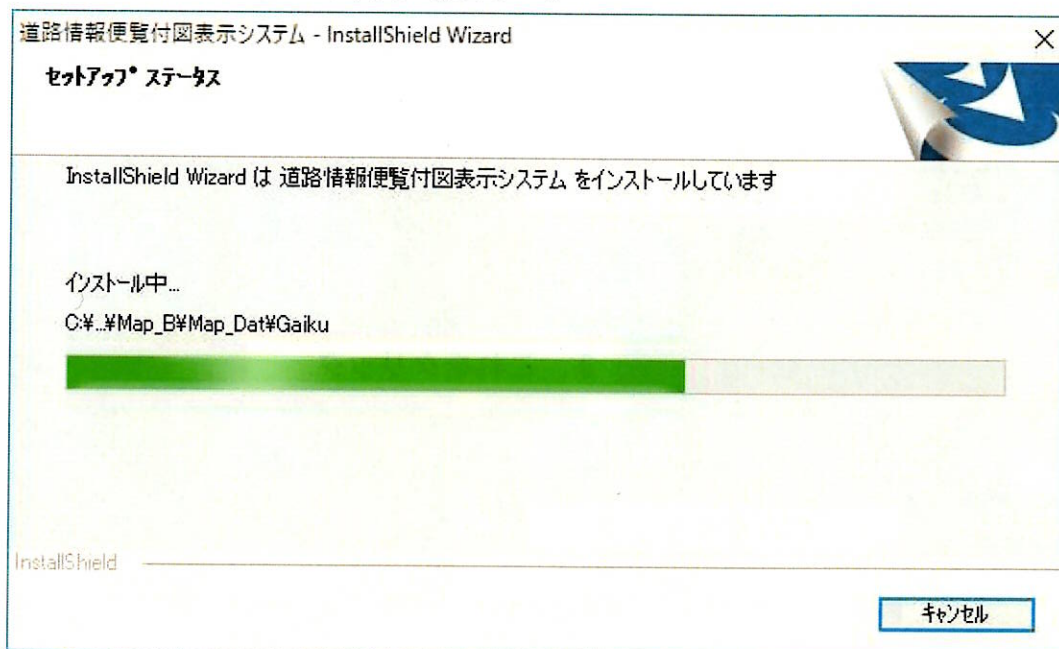 道路情報便覧付図表示システム - InstallShield Wizard
セットアップ ステータス
InstallShield Wizard は 道路情報便覧付図表示システム をインストールしています
インストール中...
C:¥...¥Map_B¥Map_Dat¥Gaiku
InstallShield
キャンセル